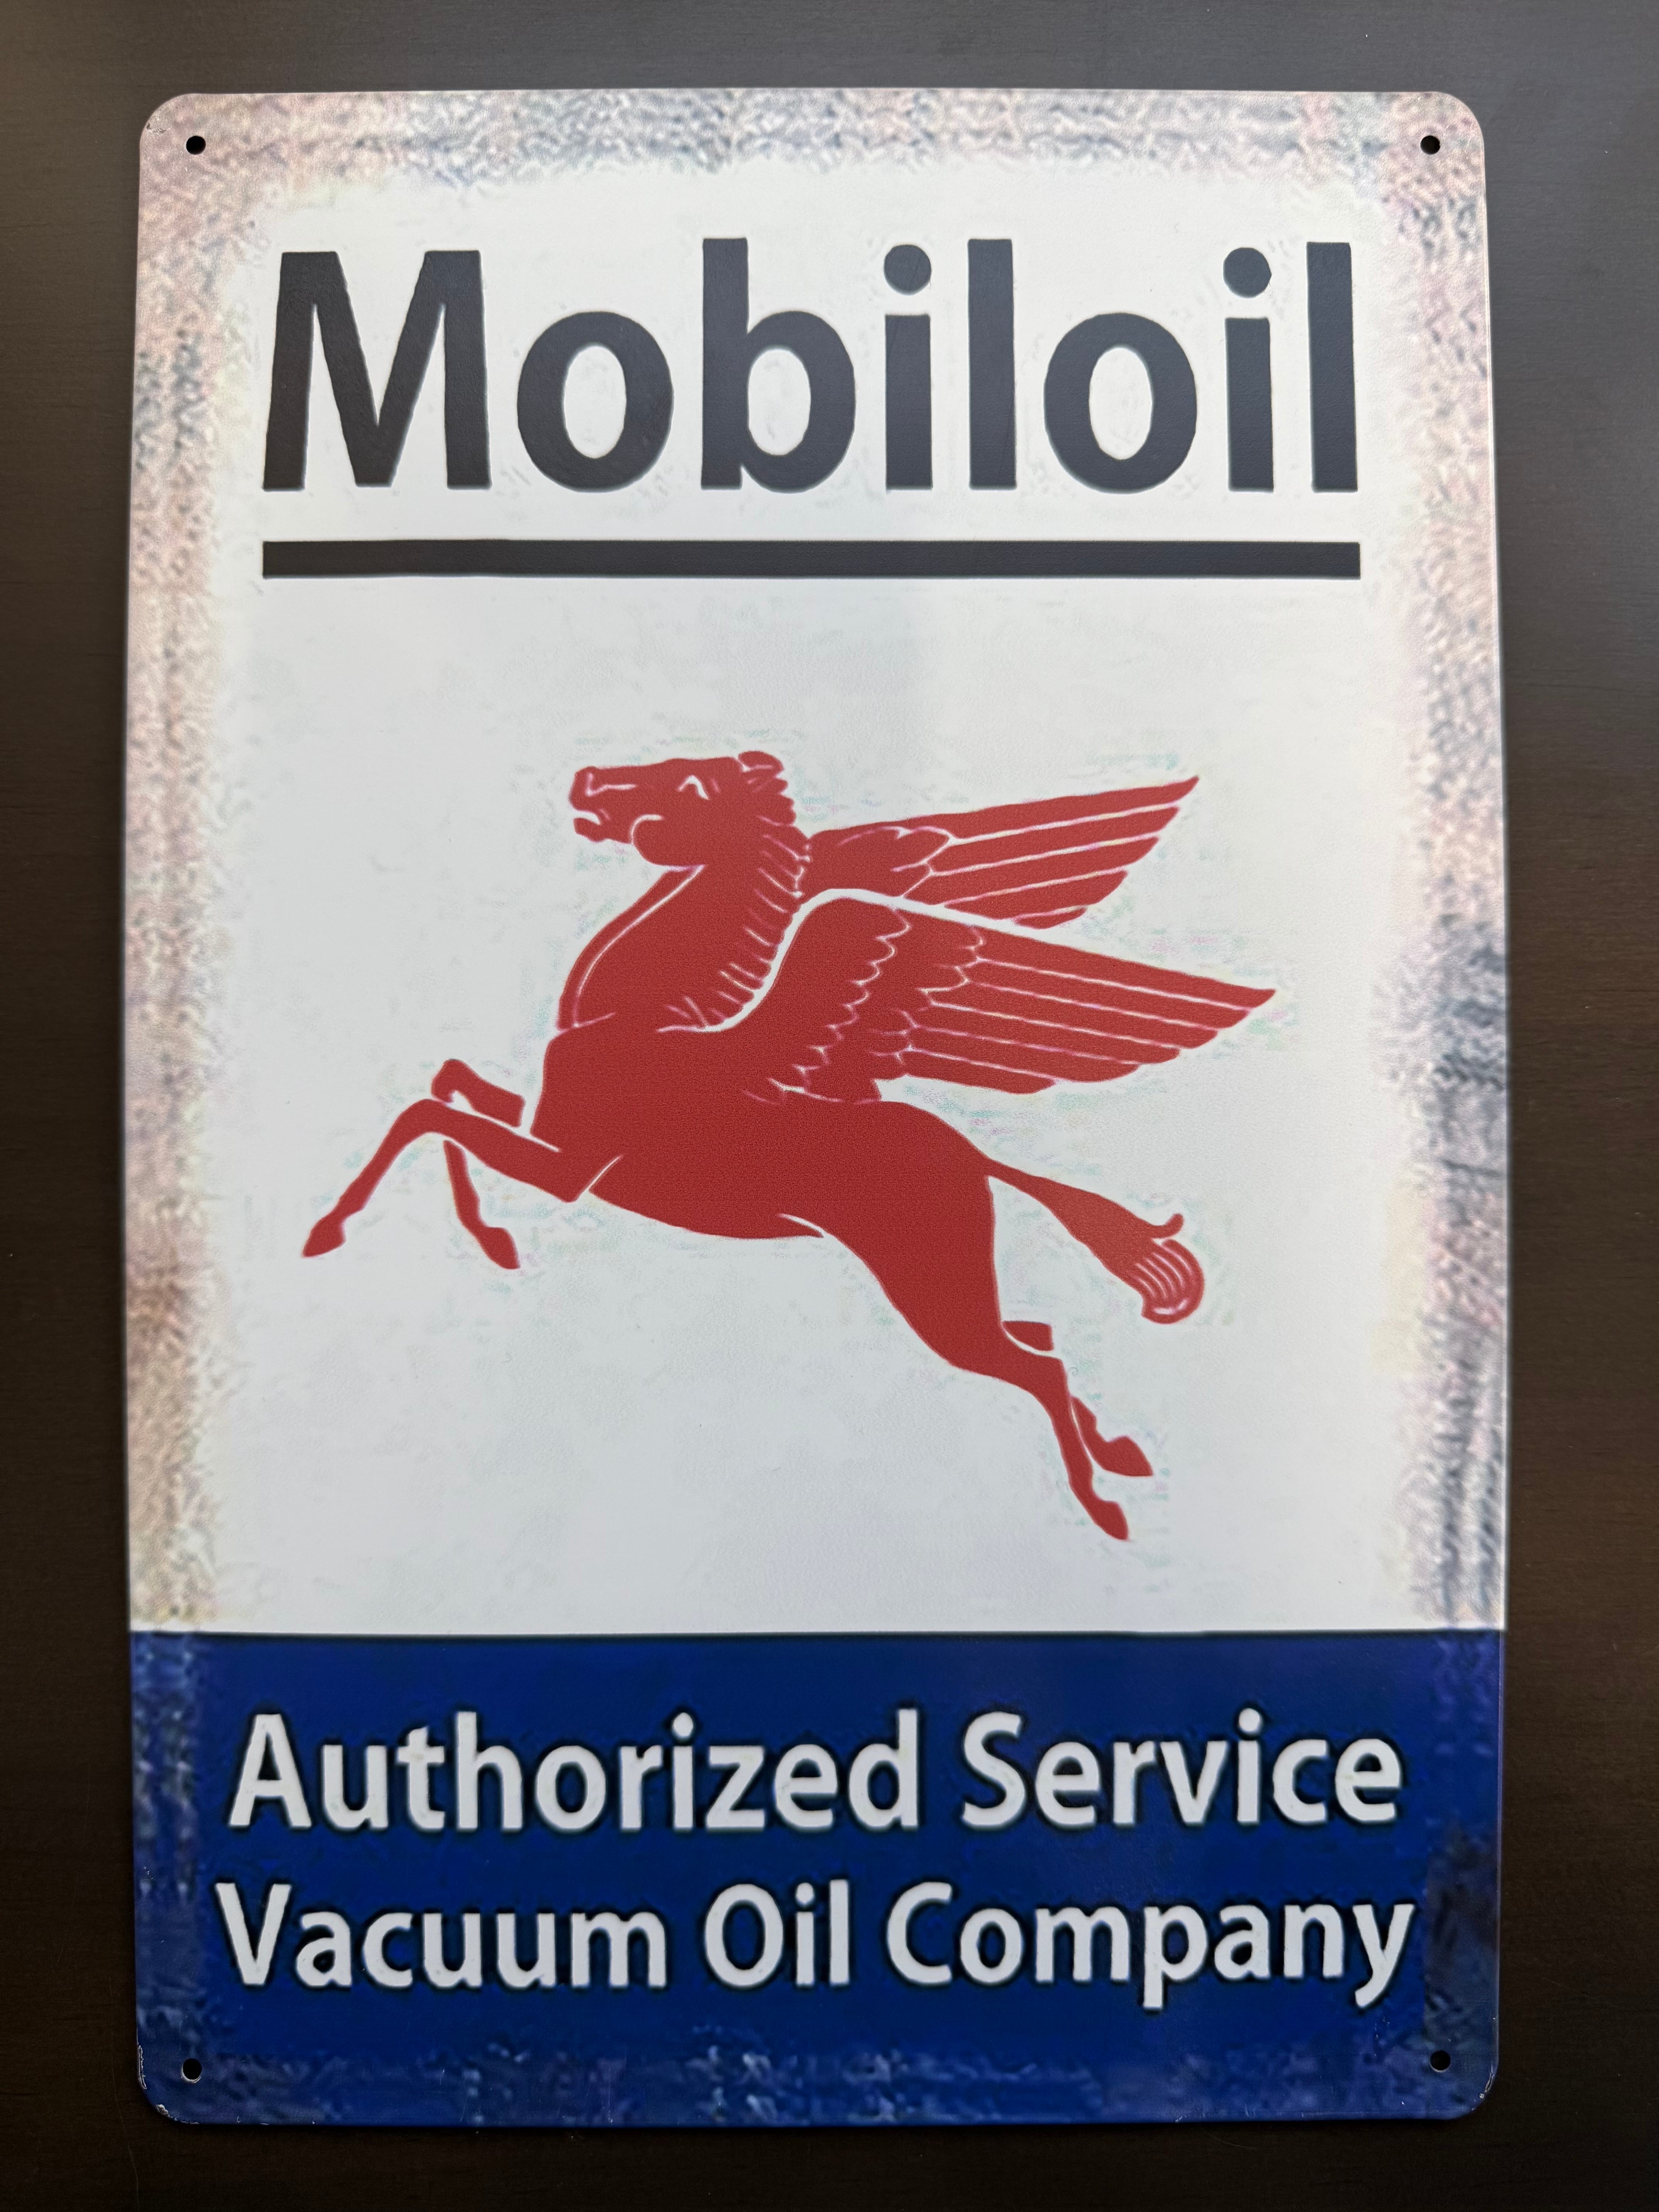 Mobiloil
Authorized Service
Vacuum Oil Company